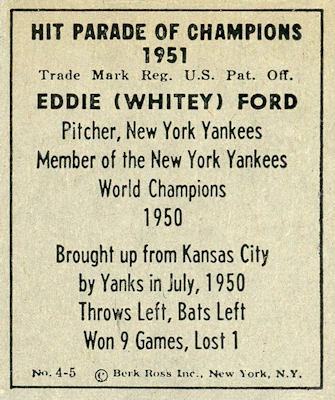 HIT PARADE OF CHAMPIONS
1951
Trade Mark Reg. U.S. Pat. Off.
EDDIE (WHITEY) FORD
Pitcher, New York Yankees
Member of the New York Yankees
World Champions
1950
Brought up from Kansas City
by Yanks in July, 1950
Throws Left, Bats Left
Won 9 Games, Lost 1
No. 4-5 © Berk Ross Inc., New York, N.Y.